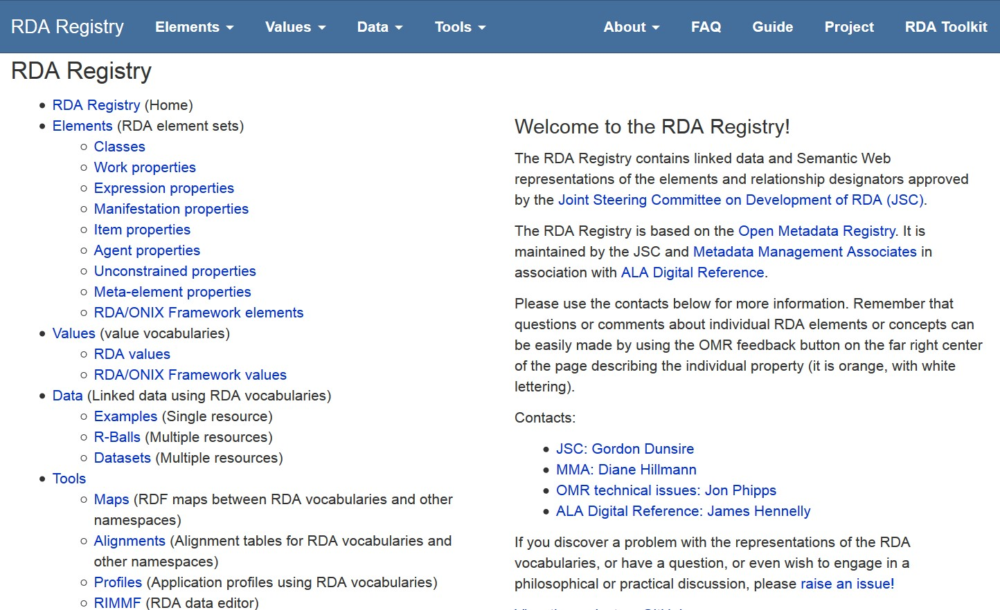 RDA Registry Elements Values Data Tools About FAQ Guide Project RDA Toolkit
RDA Registry
RDA Registry (Home)
Elements (RDA element sets)
Classes
Work properties
Expression properties
Manifestation properties
Item properties
Agent properties
Unconstrained properties
Meta-element properties
RDA/ONIX Framework elements
Values (value vocabularies)
RDA values
RDA/ONIX Framework values
Data (Linked data using RDA vocabularies)
Examples (Single resource)
R-Balls (Multiple resources)
Datasets (Multiple resources)
Tools
Maps (RDF maps between RDA vocabularies and other
namespaces)
Alignments (Alignment tables for RDA vocabularies and
other namespaces)
Profiles (Application profiles using RDA vocabularies)
RIMMF (RDA data editor)
Welcome to the RDA Registry!
The RDA Registry contains linked data and Semantic Web
representations of the elements and relationship designators approved
by the Joint Steering Committee on Development of RDA (JSC).
The RDA Registry is based on the Open Metadata Registry. It is
maintained by the JSC and Metadata Management Associates in
association with ALA Digital Reference.
Please use the contacts below for more information. Remember that
questions or comments about individual RDA elements or concepts can
be easily made by using the OMR feedback button on the far right center
of the page describing the individual property (it is orange, with white
lettering).
Contacts:
JSC: Gordon Dunsire
MMA: Diane Hillmann
OMR technical issues: Jon Phipps
ALA Digital Reference: James Hennelly
If you discover a problem with the representations of the RDA
vocabularies, or have a question, or even wish to engage in a
philosophical or practical discussion, please raise an issue!